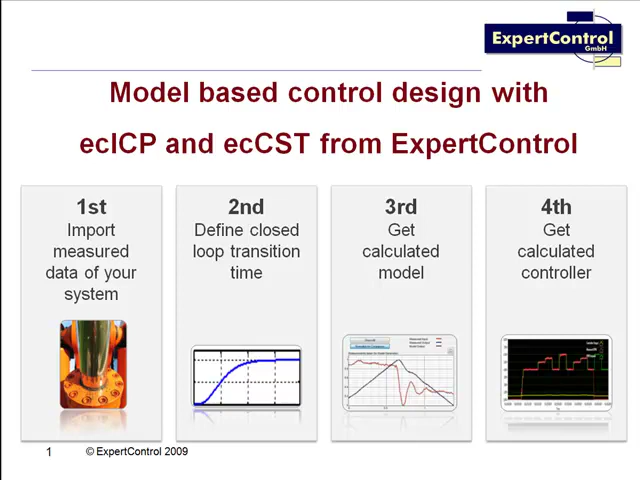 ExpertControl
GmbH
Model based control design with
ecICP and ecCST from ExpertControl
1st
Import
measured
data of your
system
2nd
Define closed
loop transition
time
3rd
Get
calculated
model
4th
Get
calculated
controller
1
© ExpertControl 2009